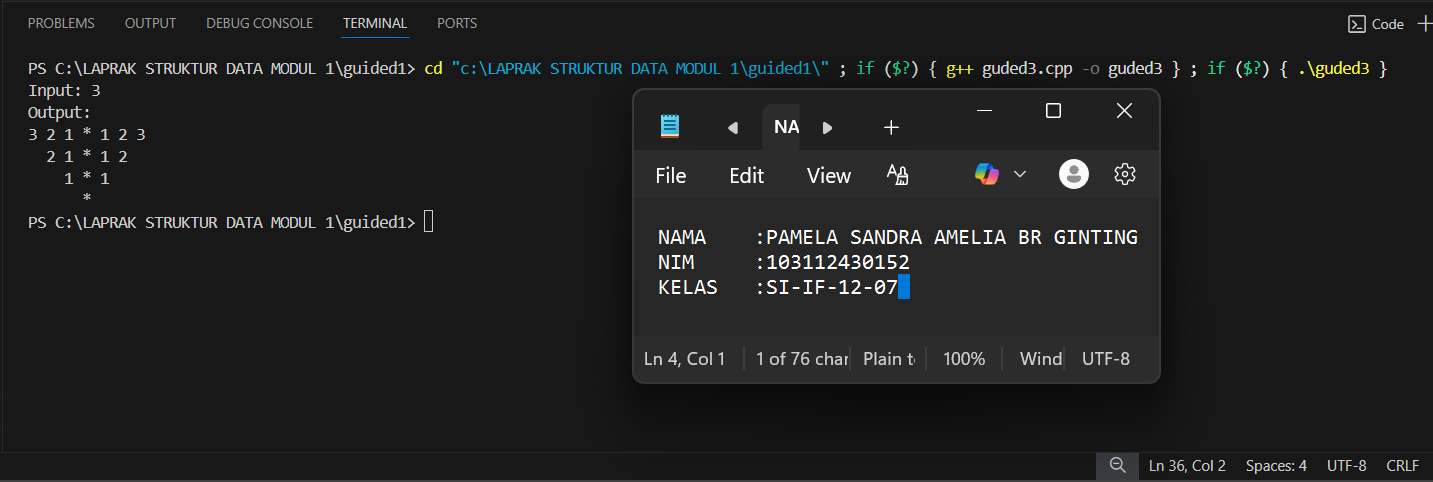 PROBLEMS OUTPUT DEBUG CONSOLE TERMINAL PORTS Code
PS C:\LAPRAK STRUKTUR DATA MODUL 1\guided1> cd "c:\LAPRAK STRUKTUR DATA MODUL 1\guided1\" ; if ($?) { g++ guded3.cpp -o guded3 } ; if ($?) { .\guded3 }
Input: 3
Output:
3 2 1 * 1 2 3
  2 1 * 1 2
    1 * 1
      *
PS C:\LAPRAK STRUKTUR DATA MODUL 1\guided1>
NA
File Edit View
NAMA    :PAMELA SANDRA AMELIA BR GINTING
NIM     :103112430152
KELAS   :SI-IF-12-07
Ln 4, Col 1 1 of 76 char Plain t 100% Wind UTF-8
Ln 36, Col 2 Spaces: 4 UTF-8 CRLF